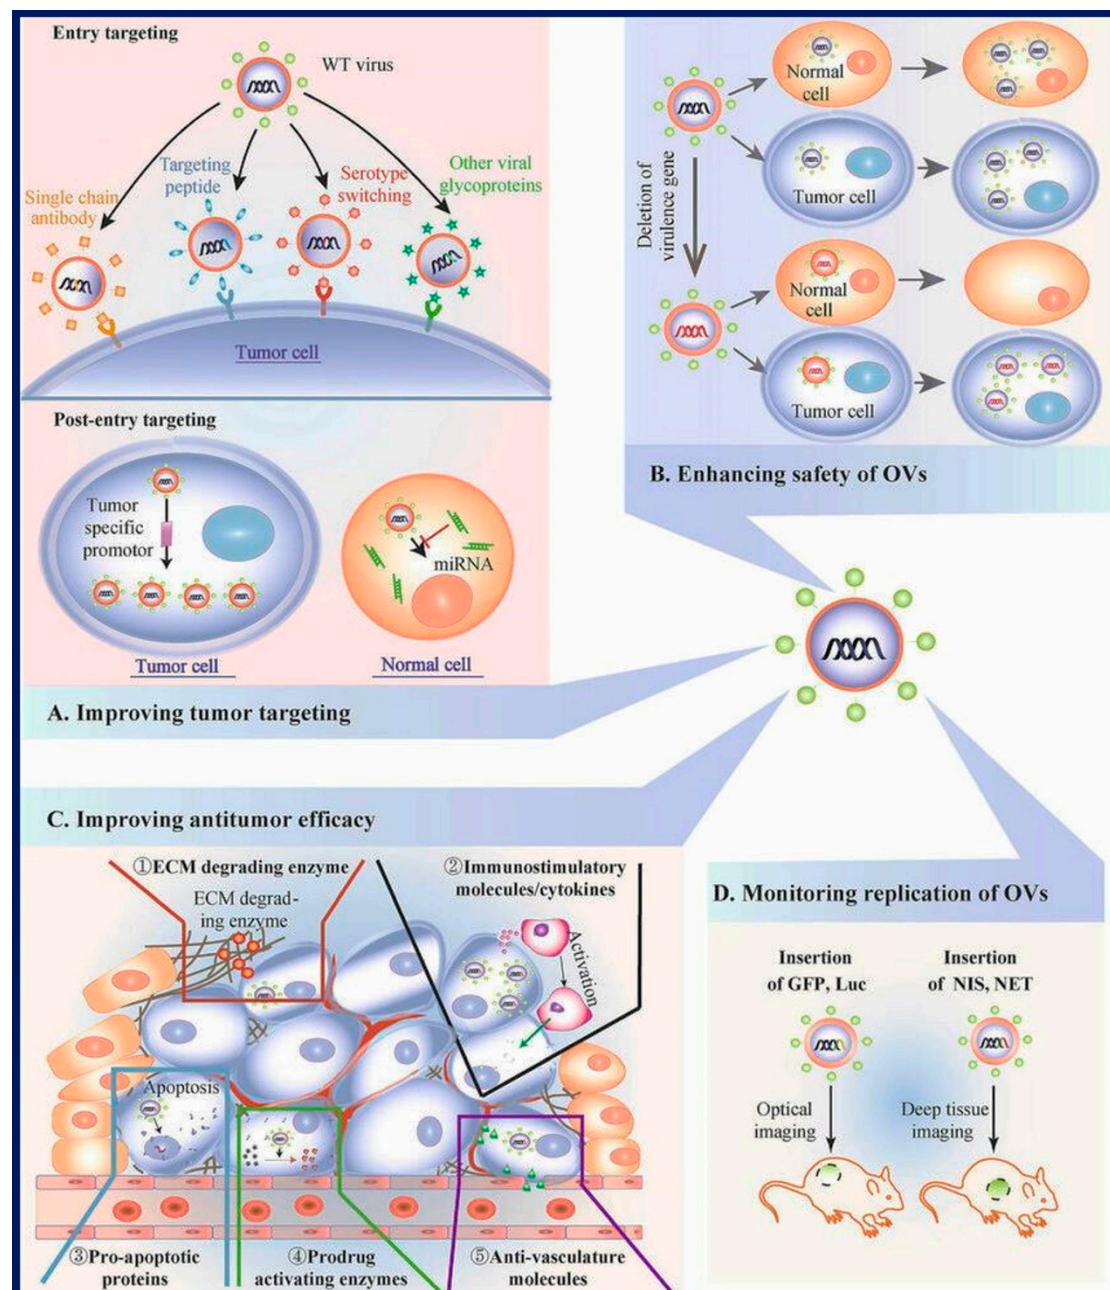 Entry targeting
WT virus
Single chain
antibody
Targeting
peptide
Serotype
switching
Other viral
glycoproteins
Tumor cell
Post-entry targeting
Tumor
specific
promotor
miRNA
Tumor cell
Normal cell
A. Improving tumor targeting
Deletion of
virulence gene
Normal
cell
Tumor cell
Normal
cell
Tumor cell
B. Enhancing safety of OVs
C. Improving antitumor efficacy
①ECM degrading enzyme
ECM degrad-
ing enzyme
②Immunostimulatory
molecules/cytokines
Activation
Apoptosis
③Pro-apoptotic
proteins
④Prodrug
activating enzymes
⑤Anti-vasculature
molecules
D. Monitoring replication of OVs
Insertion
of GFP, Luc
Insertion
of NIS, NET
Optical
imaging
Deep tissue
imaging